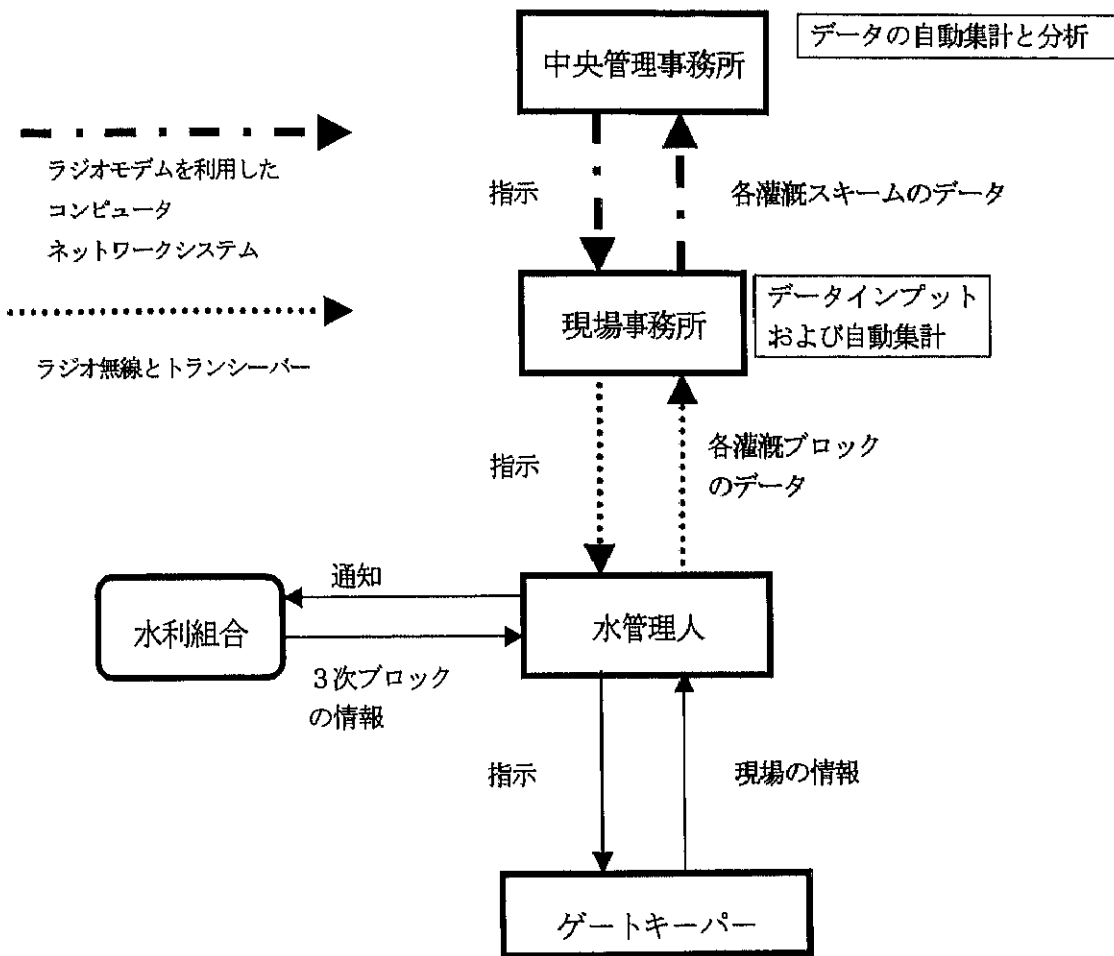 データの自動集計と分析
中央管理事務所
ラジオモデムを利用した
コンピュータ
ネットワークシステム
指示
各灌漑スキームのデータ
データインプット
および自動集計
現場事務所
ラジオ無線とトランシーバー
指示
各灌漑ブロック
のデータ
通知
水利組合
水管理人
3次ブロック
の情報
指示
現場の情報
ゲートキーパー